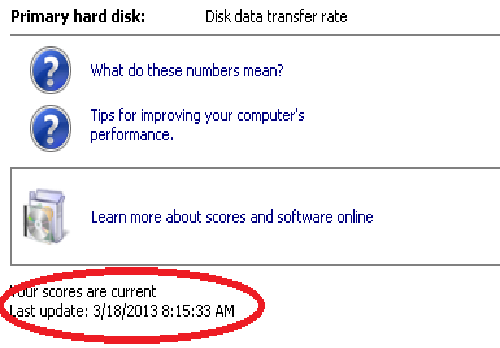 Primary hard disk: Disk data transfer rate
What do these numbers mean?
Tips for improving your computer's
performance.
Learn more about scores and software online
Your scores are current
Last update: 3/18/2013 8:15:33 AM